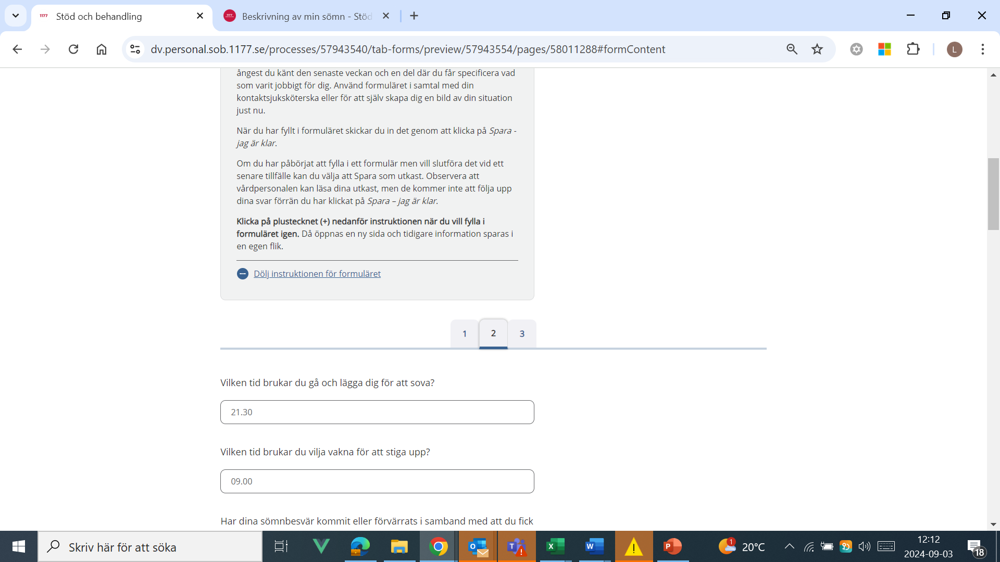 1177 Stöd och behandling
1177 Beskrivning av min sömn - Stöd
dv.personal.sob.1177.se/processes/57943540/tab-forms/preview/57943554/pages/58011288#formContent
L
ångest du känt den senaste veckan och en del där du får specificera vad
som varit jobbigt för dig. Använd formuläret i samtal med din
kontaktsjuksköterska eller för att själv skapa dig en bild av din situation
just nu.
När du har fyllt i formuläret skickar du in det genom att klicka på Spara -
jag är klar.
Om du har påbörjat att fylla i ett formulär men vill slutföra det vid ett
senare tillfälle kan du välja att Spara som utkast. Observera att
vårdpersonalen kan läsa dina utkast, men de kommer inte att följa upp
dina svar förrän du har klickat på Spara – jag är klar.
Klicka på plustecknet (+) nedanför instruktionen när du vill fylla i
formuläret igen. Då öppnas en ny sida och tidigare information sparas i
en egen flik.
Dölj instruktionen för formuläret
1 2 3
Vilken tid brukar du gå och lägga dig för att sova?
21.30
Vilken tid brukar du vilja vakna för att stiga upp?
09.00
Har dina sömnbesvär kommit eller förvärrats i samband med att du fick
Skriv här för att söka
1
20°C
12:12
2024-09-03
18